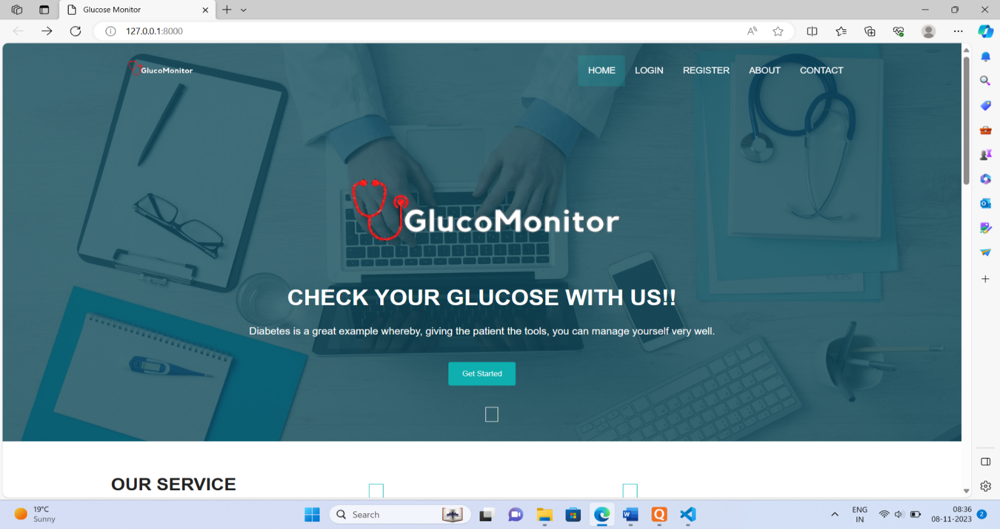 Glucose Monitor
127.0.0.1:8000
GlucoMonitor
HOME LOGIN REGISTER ABOUT CONTACT
GlucoMonitor
CHECK YOUR GLUCOSE WITH US!!
Diabetes is a great example whereby, giving the patient the tools, you can manage yourself very well.
Get Started
OUR SERVICE
19°C
Sunny
Search
ENG
IN
08:36
08-11-2023
2